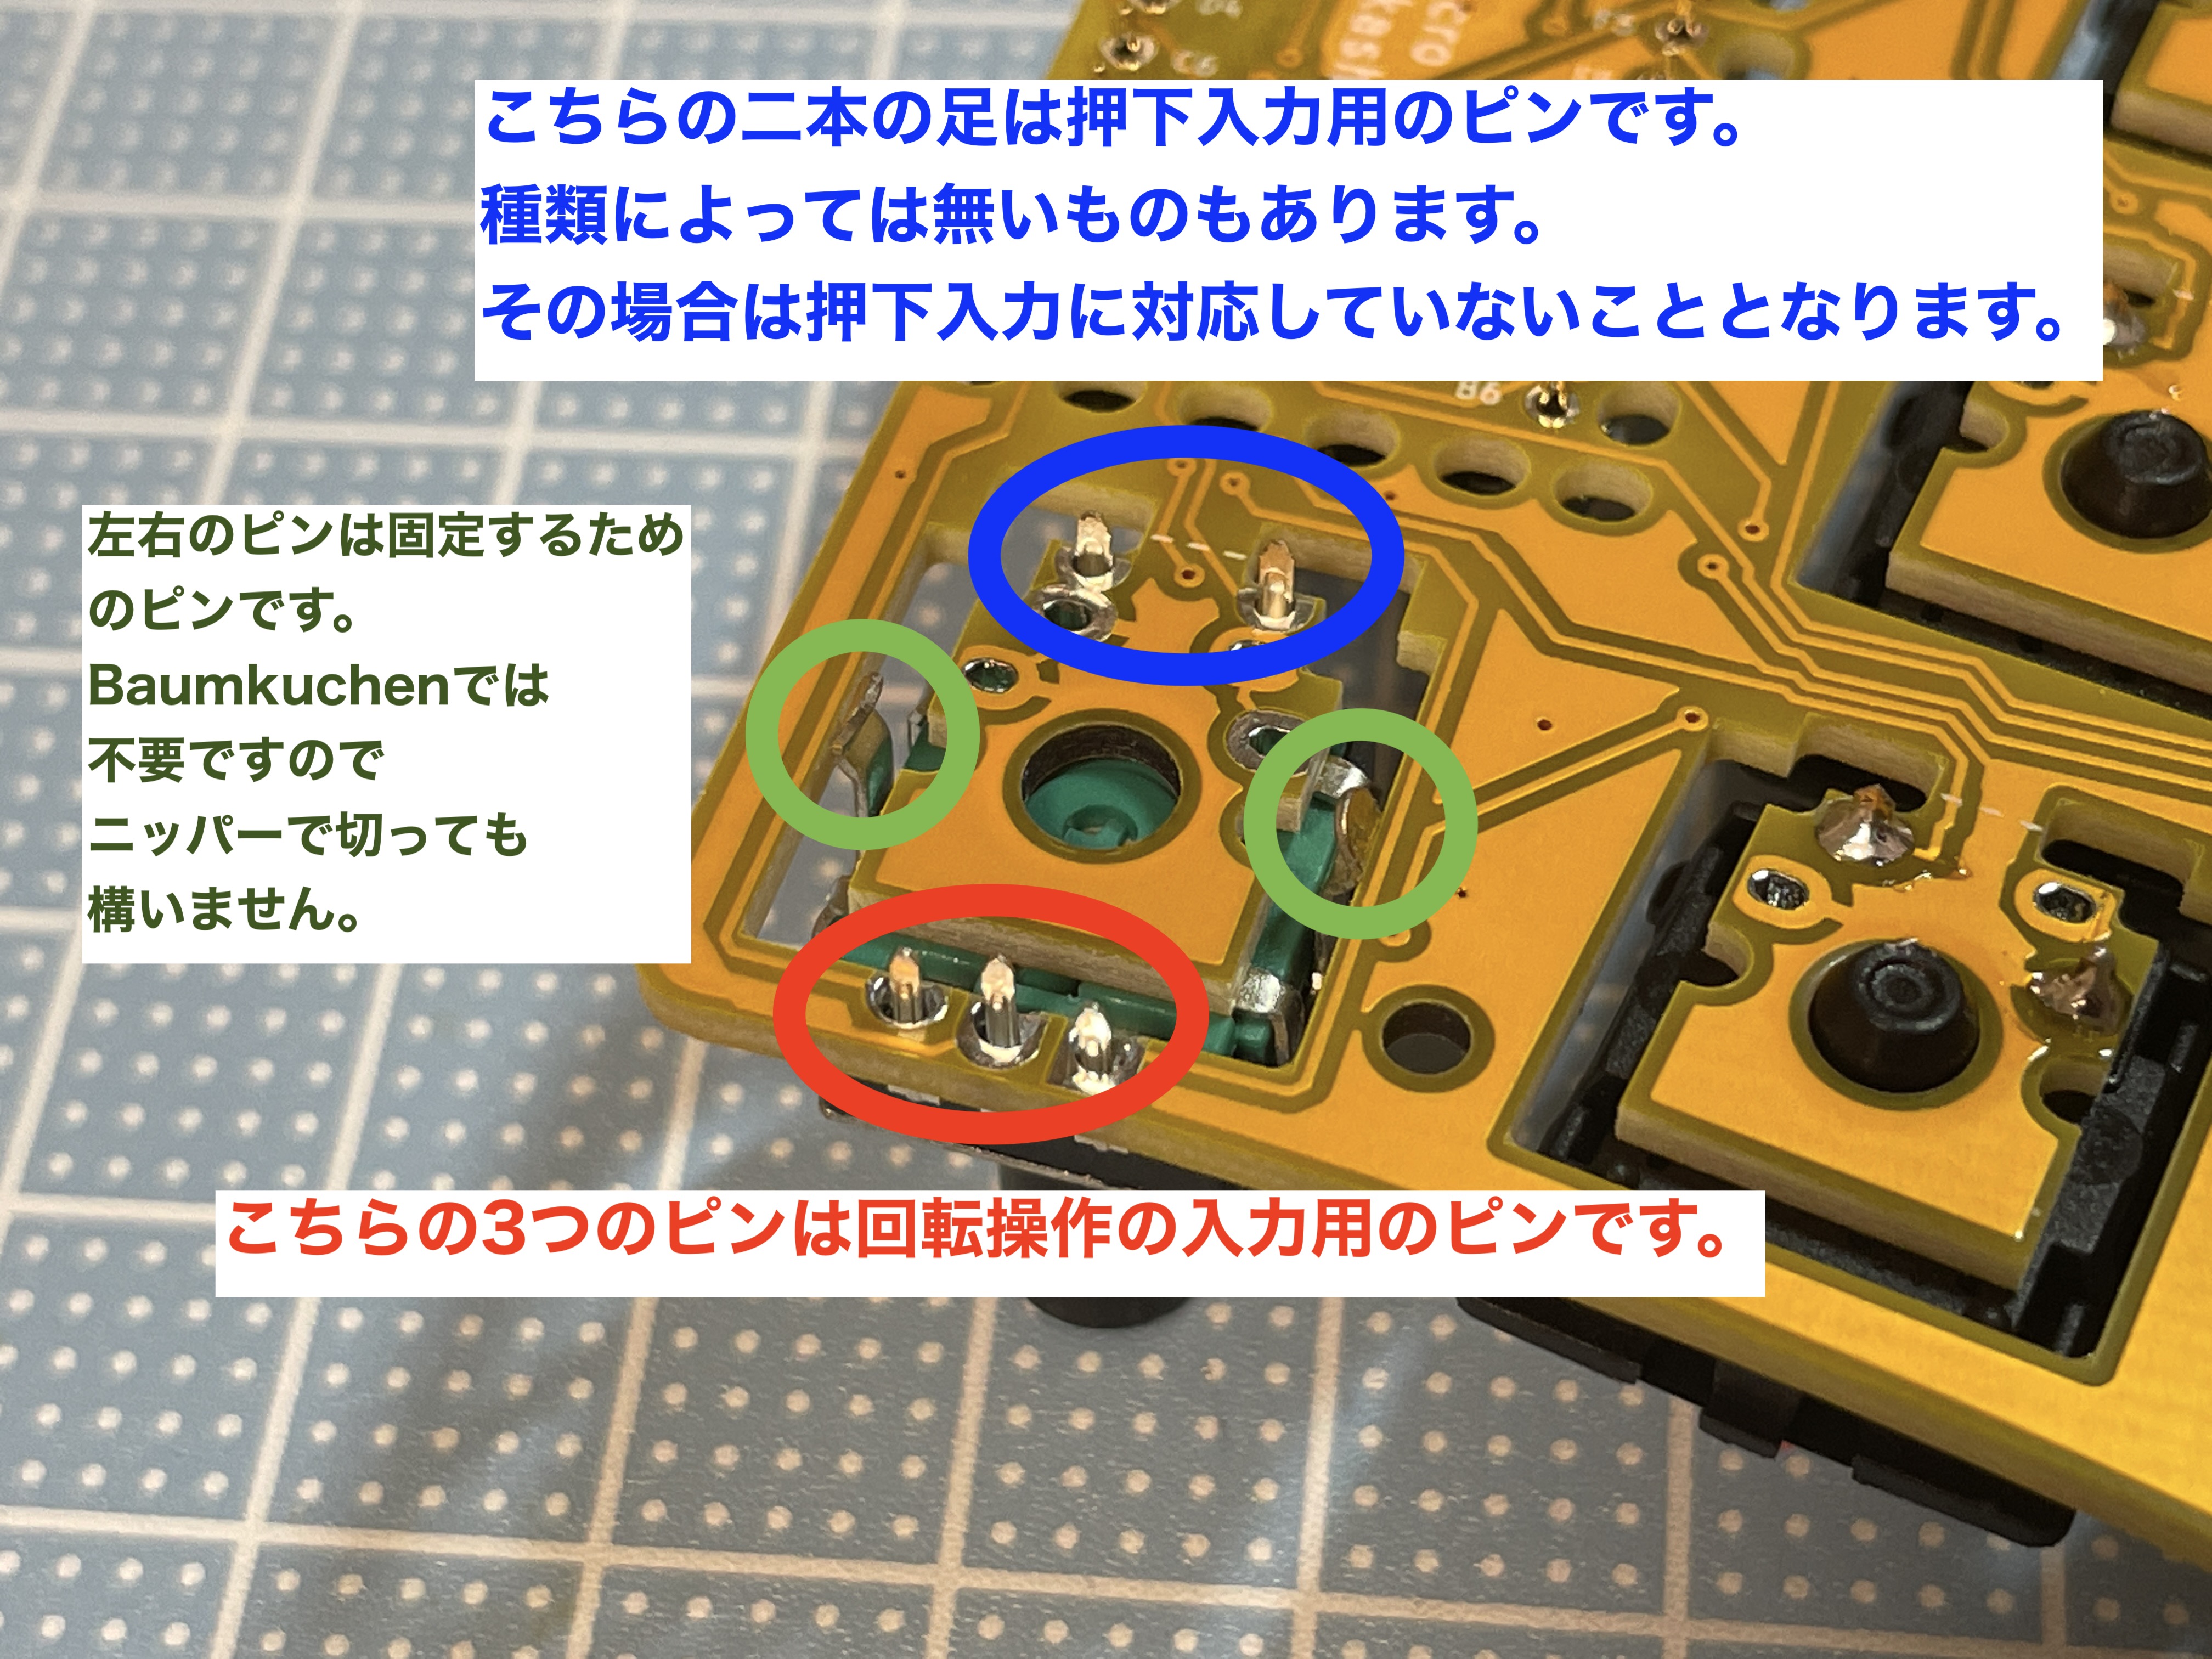 こちらの二本の足は押下入力用のピンです。
種類によっては無いものもあります。
その場合は押下入力に対応していないこととなります。
B6
左右のピンは固定するため
のピンです。
Baumkuchenでは
不要ですので
ニッパーで切っても
構いません。
こちらの3つのピンは回転操作の入力用のピンです。